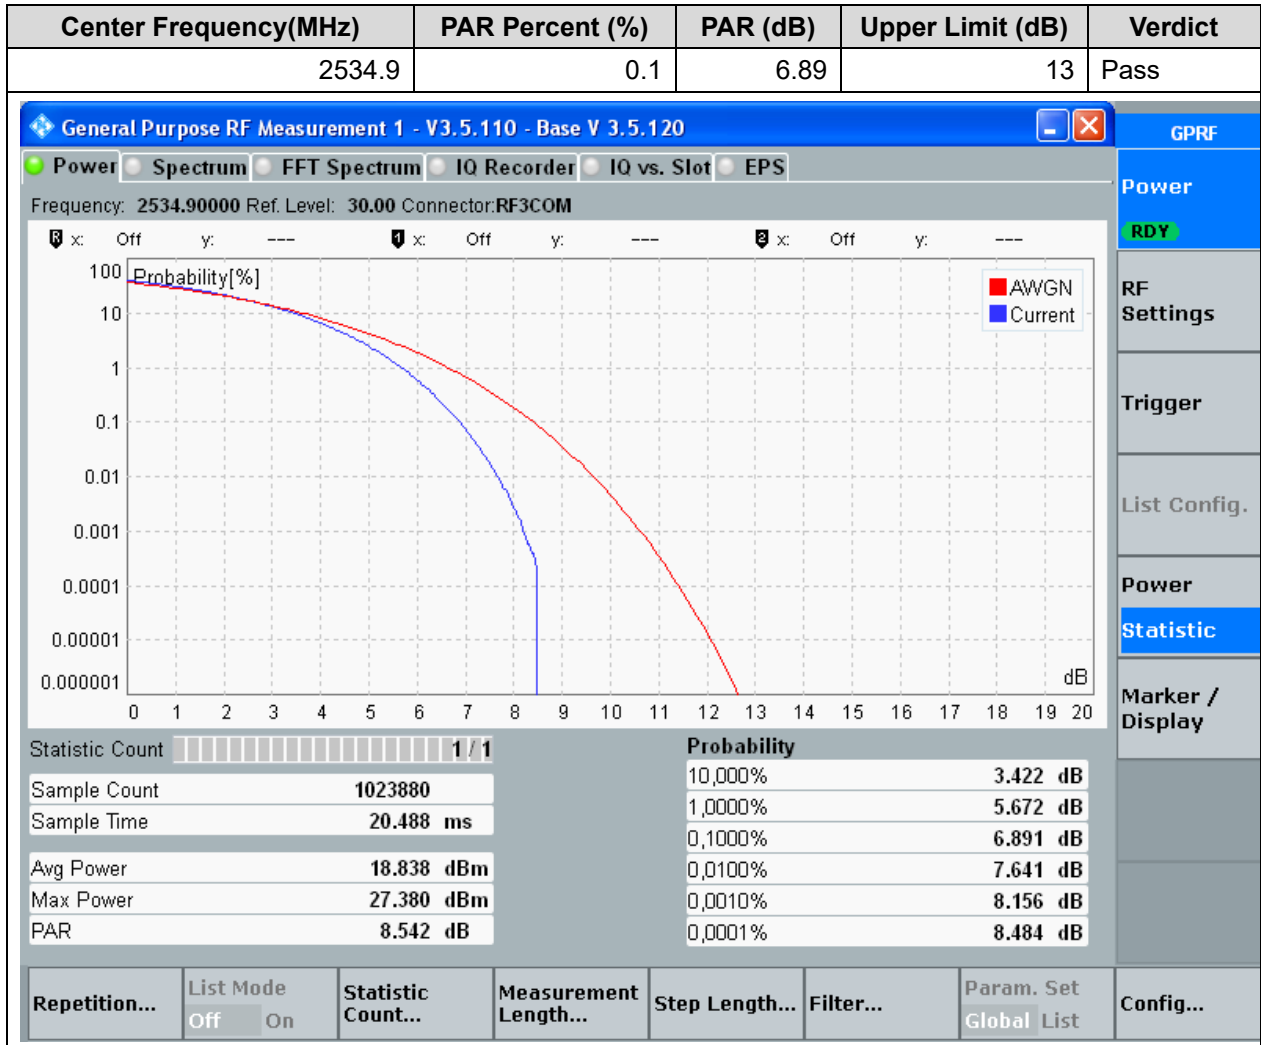 Center Frequency(MHz) PAR Percent (%) PAR (dB) Upper Limit (dB) Verdict
2534.9 0.1 6.89 13 Pass
General Purpose RF Measurement 1 - V3.5.110 - Base V 3.5.120
GPRF
Power Spectrum FFT Spectrum IQ Recorder IQ vs. Slot EPS
Power
RDY
Frequency: 2534.90000 Ref. Level: 30.00 Connector:RF3COM
R x: Off y: --- 1 x: Off y: --- 2 x: Off y: ---
Probability[%]
AWGN
Current
100
10
1
0.1
0.01
0.001
0.0001
0.00001
0.000001
dB
0 1 2 3 4 5 6 7 8 9 10 11 12 13 14 15 16 17 18 19 20
RF
Settings
Trigger
List Config.
Power
Statistic
Marker /
Display
Statistic Count 1 / 1
Sample Count 1023880
Sample Time 20.488 ms
Avg Power 18.838 dBm
Max Power 27.380 dBm
PAR 8.542 dB
Probability
10,000% 3.422 dB
1,0000% 5.672 dB
0,1000% 6.891 dB
0,0100% 7.641 dB
0,0010% 8.156 dB
0,0001% 8.484 dB
Repetition...
List Mode
Off On
Statistic
Count...
Measurement
Length...
Step Length...
Filter...
Param. Set
Global List
Config...